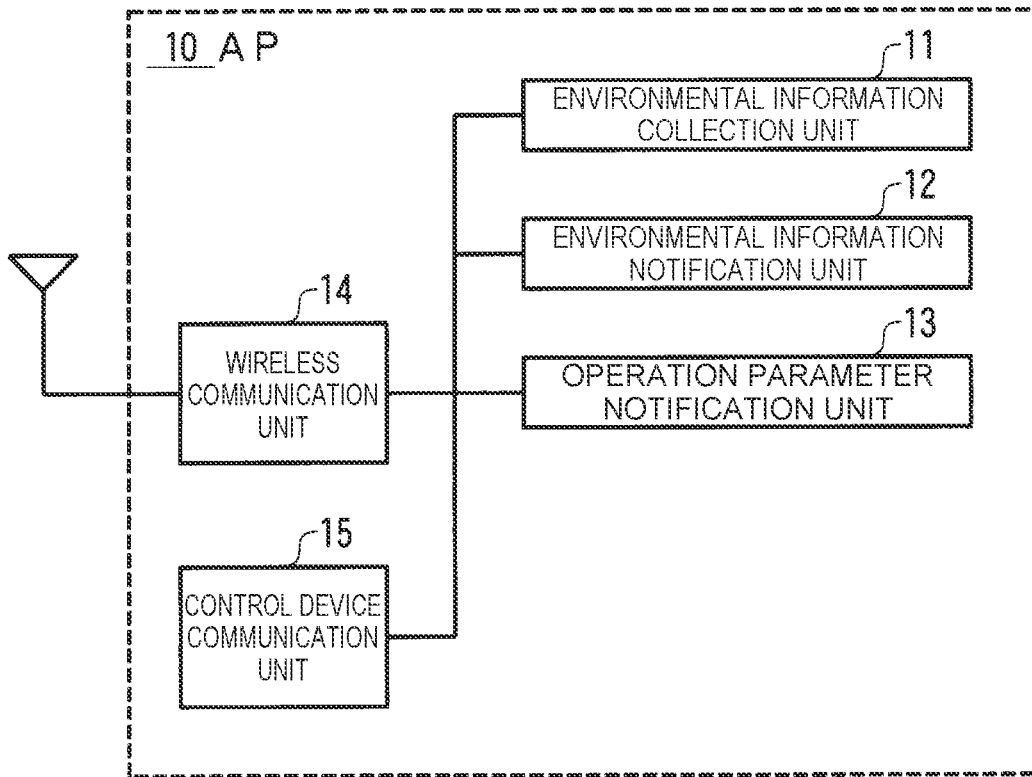 10 AP
11
ENVIRONMENTAL INFORMATION
COLLECTION UNIT
12
ENVIRONMENTAL INFORMATION
NOTIFICATION UNIT
13
OPERATION PARAMETER
NOTIFICATION UNIT
14
WIRELESS
COMMUNICATION
UNIT
15
CONTROL DEVICE
COMMUNICATION
UNIT